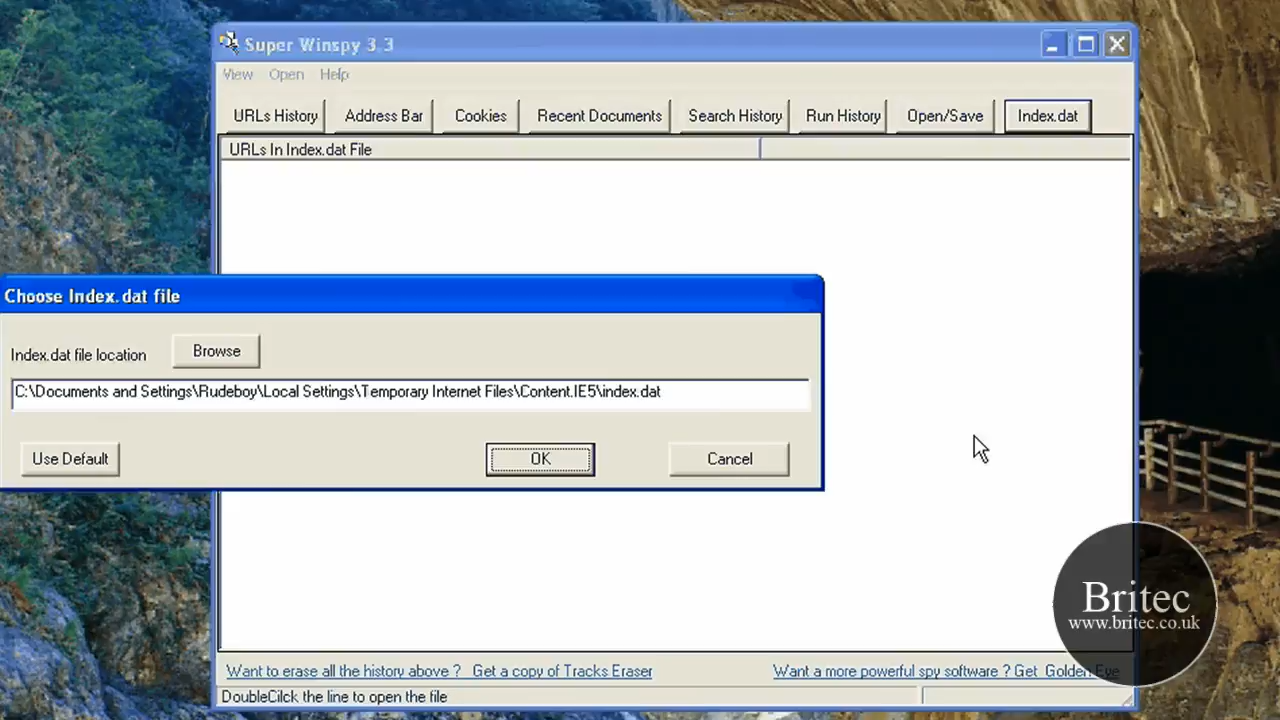 Super Winspy 3.3
View Open Help
URLs History Address Bar Cookies Recent Documents Search History Run History Open/Save Index.dat
URLs In Index.dat File
Choose Index.dat file
Index.dat file location Browse
C:\Documents and Settings\Rudeboy\Local Settings\Temporary Internet Files\Content.IE5\index.dat
Use Default OK Cancel
Britec
www.britec.co.uk
Want to erase all the history above ? Get a copy of Tracks Eraser Want a more powerful spy software ? Get Golden Eye
DoubleCilck the line to open the file